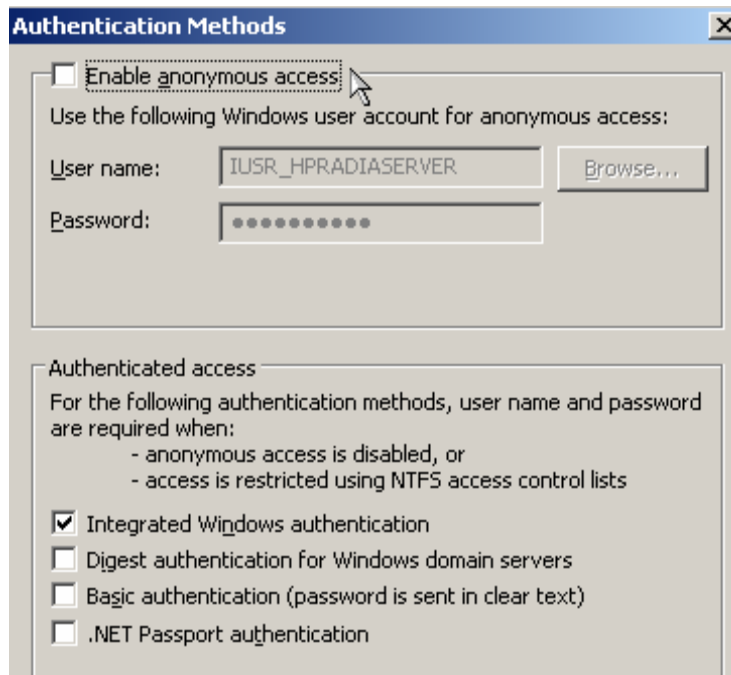 Authentication Methods
Enable anonymous access
Use the following Windows user account for anonymous access:
User name: IUSR_HPRADIASERVER Browse...
Password: ●●●●●●●●●●
Authenticated access
For the following authentication methods, user name and password
are required when:
- anonymous access is disabled, or
- access is restricted using NTFS access control lists
Integrated Windows authentication
Digest authentication for Windows domain servers
Basic authentication (password is sent in clear text)
.NET Passport authentication